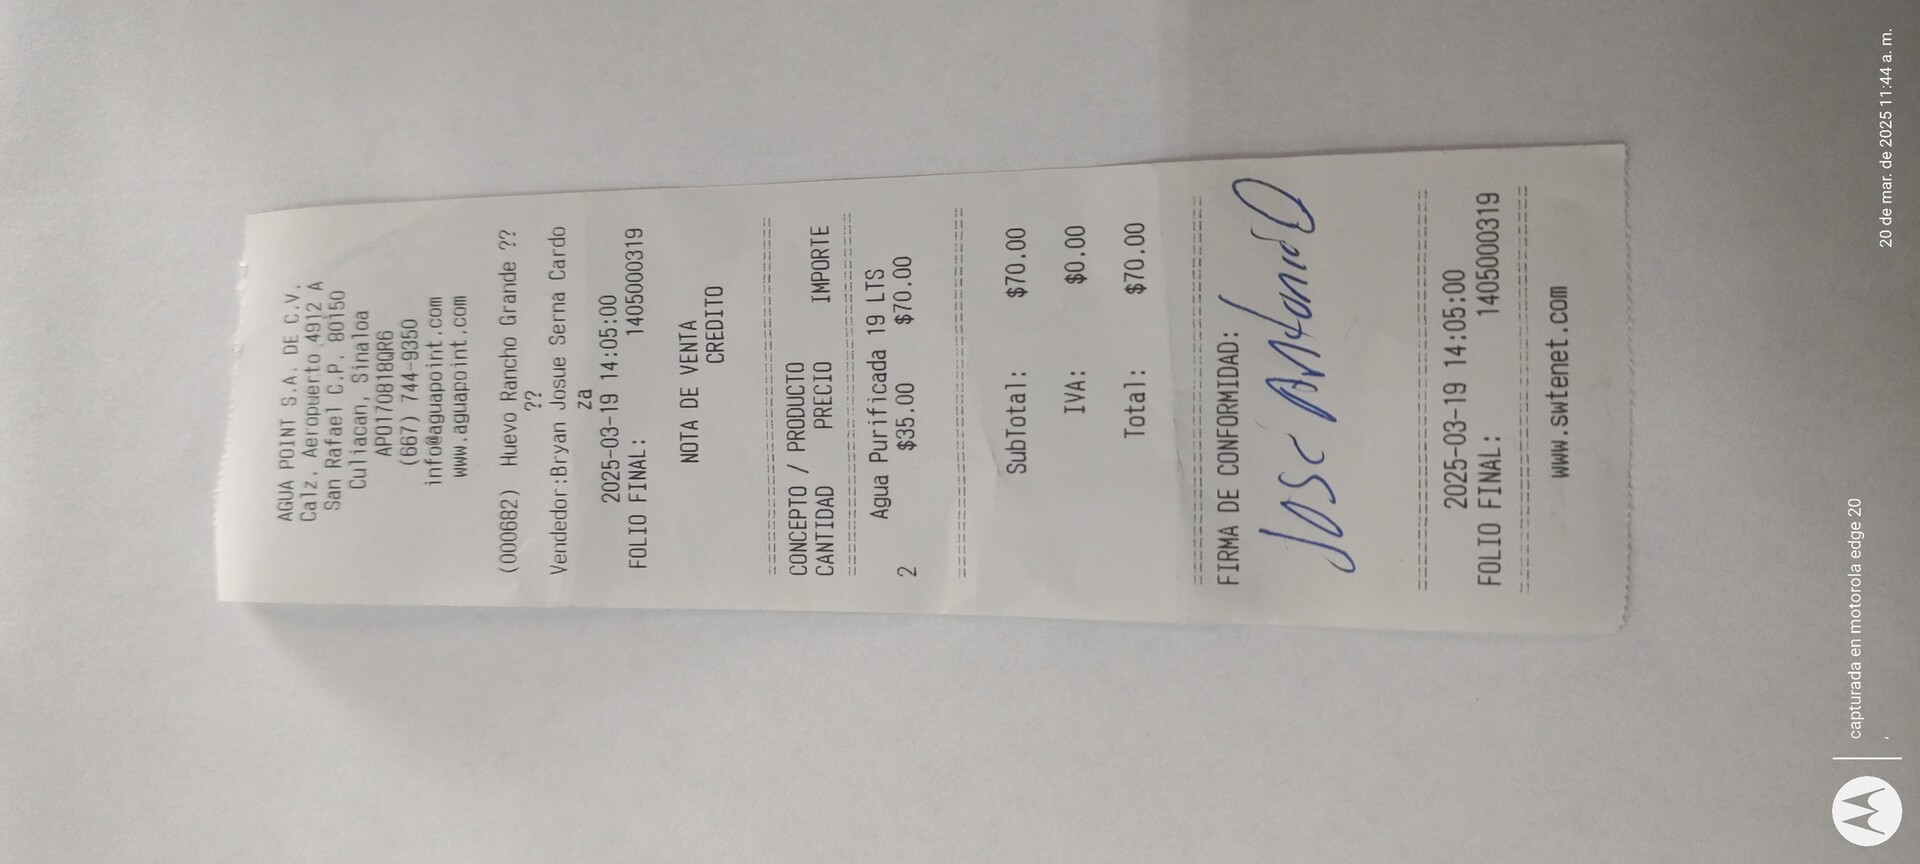 AGUA POINT S.A. DE C.V.
Calz. Aeropuerto 4912 A
San Rafael C.P. 80150
Culiacan, Sinaloa
APO170818QR6
(667) 744-9350
info@aguapoint.com
www.aguapoint.com
(000682) Huevo Rancho Grande ??
??
Vendedor:Bryan Josue Serna Cardo
za
2025-03-19 14:05:00
FOLIO FINAL: 1405000319
NOTA DE VENTA
CREDITO
CONCEPTO / PRODUCTO
CANTIDAD PRECIO IMPORTE
Agua Purificada 19 LTS
2 $35.00 $70.00
SubTotal: $70.00
IVA: $0.00
Total: $70.00
FIRMA DE CONFORMIDAD:
Jose Antonio
2025-03-19 14:05:00
FOLIO FINAL: 1405000319
www.swtenet.com
capturada en motorola edge 20
,
20 de mar. de 2025 11:44 a. m.